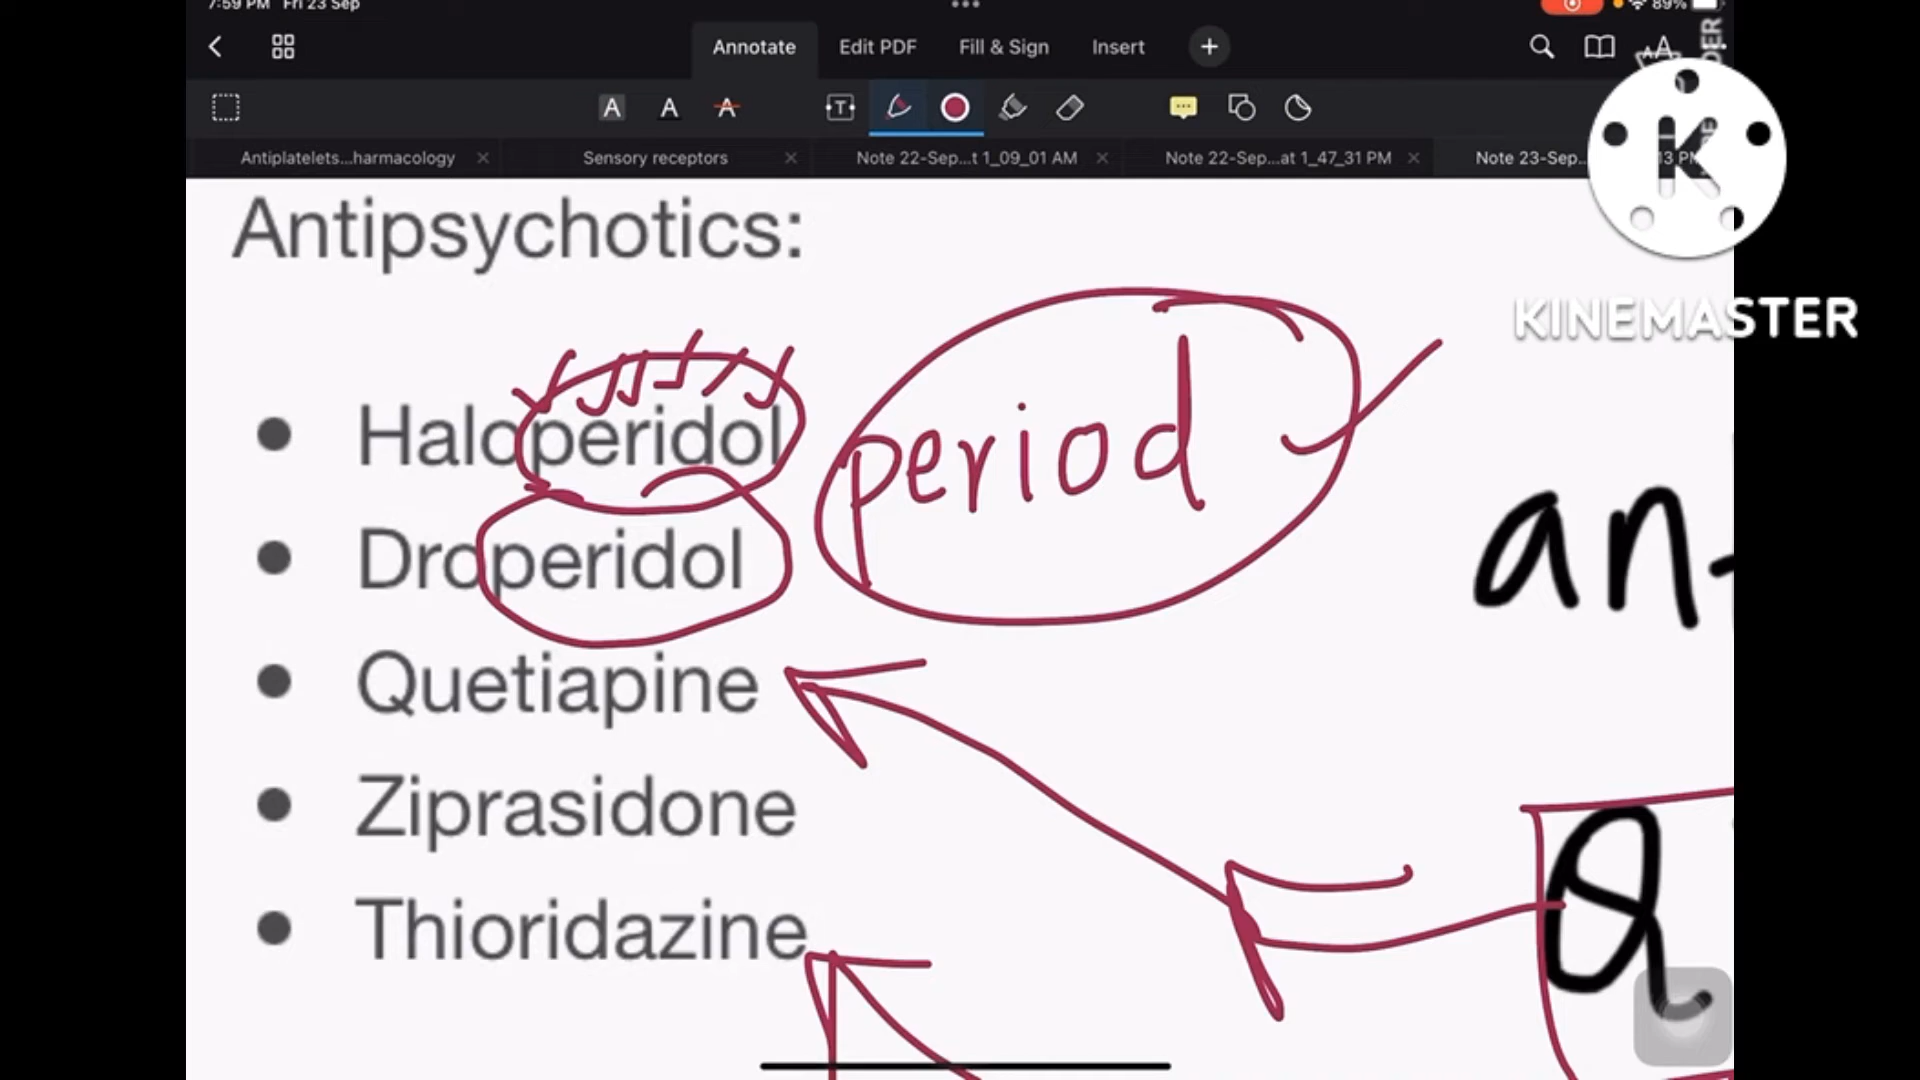 7:59 PM Fri 23 Sep
89%
Annotate Edit PDF Fill & Sign Insert
Antiplatelets...harmacology Sensory receptors Note 22-Sep...t 1_09_01 AM Note 22-Sep...at 1_47_31 PM Note 23-Sep...
KINEMASTER
Antipsychotics:
Haloperidol
period
Droperidol
an
Quetiapine
Ziprasidone
Q
Thioridazine